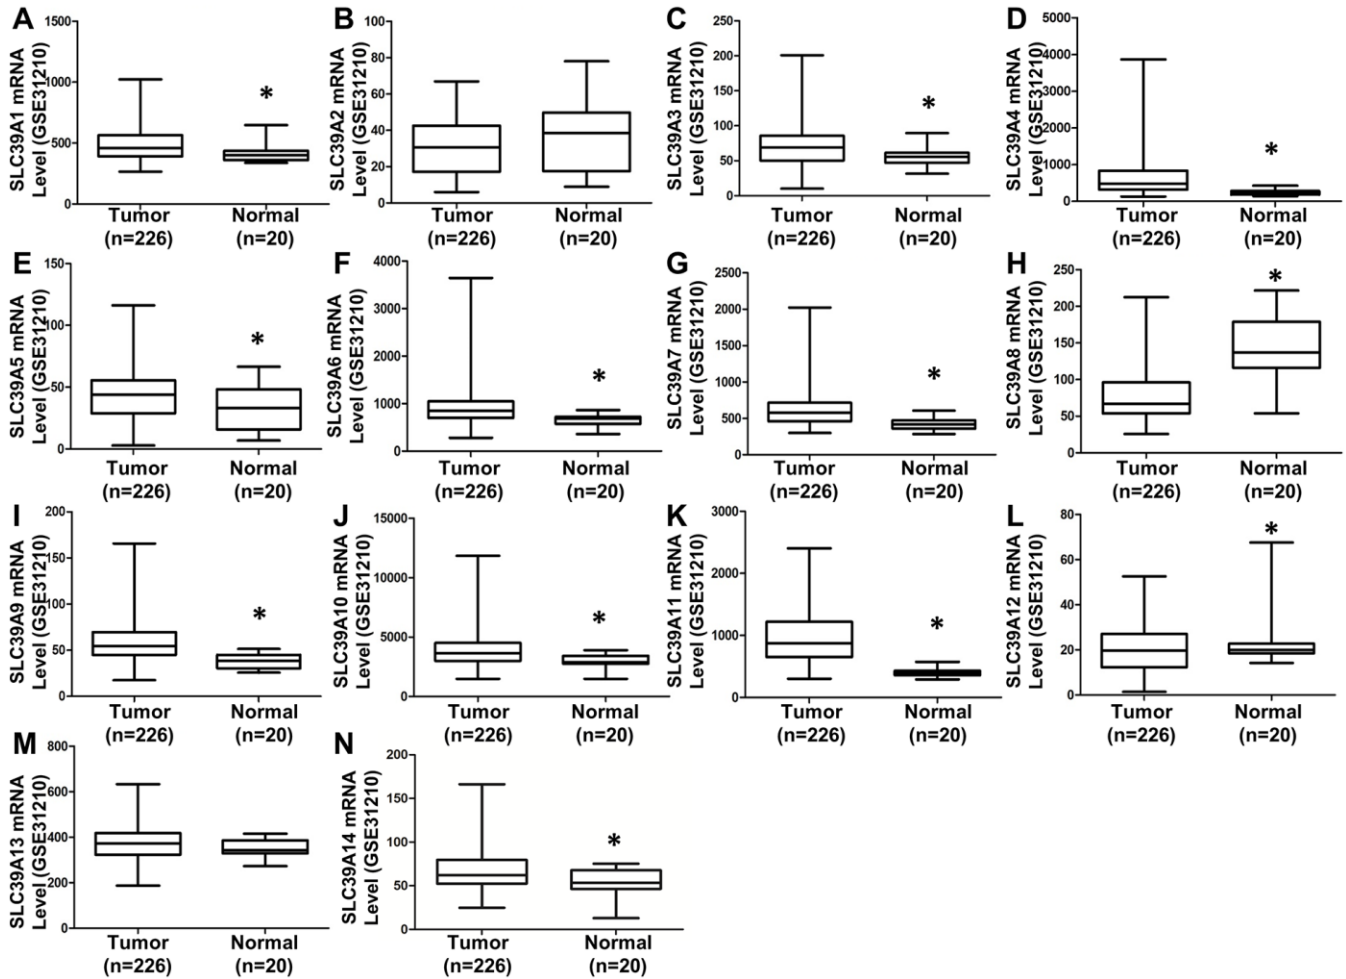 A
SLC39A1 mRNA
Level (GSE31210)
1500
1000
500
0
*
Tumor
(n=226)
Normal
(n=20)
B
SLC39A2 mRNA
Level (GSE31210)
100
80
60
40
20
0
Tumor
(n=226)
Normal
(n=20)
C
SLC39A3 mRNA
Level (GSE31210)
250
200
150
100
50
0
*
Tumor
(n=226)
Normal
(n=20)
D
SLC39A4 mRNA
Level (GSE31210)
5000
4000
3000
2000
1000
0
*
Tumor
(n=226)
Normal
(n=20)
E
SLC39A5 mRNA
Level (GSE31210)
150
100
50
0
*
Tumor
(n=226)
Normal
(n=20)
F
SLC39A6 mRNA
Level (GSE31210)
4000
3000
2000
1000
0
*
Tumor
(n=226)
Normal
(n=20)
G
SLC39A7 mRNA
Level (GSE31210)
2500
2000
1500
1000
500
0
*
Tumor
(n=226)
Normal
(n=20)
H
SLC39A8 mRNA
Level (GSE31210)
250
200
150
100
50
0
*
Tumor
(n=226)
Normal
(n=20)
I
SLC39A9 mRNA
Level (GSE31210)
200
150
100
50
0
*
Tumor
(n=226)
Normal
(n=20)
J
SLC39A10 mRNA
Level (GSE31210)
15000
10000
5000
0
*
Tumor
(n=226)
Normal
(n=20)
K
SLC39A11 mRNA
Level (GSE31210)
3000
2000
1000
0
*
Tumor
(n=226)
Normal
(n=20)
L
SLC39A12 mRNA
Level (GSE31210)
80
60
40
20
0
*
Tumor
(n=226)
Normal
(n=20)
M
SLC39A13 mRNA
Level (GSE31210)
800
600
400
200
0
Tumor
(n=226)
Normal
(n=20)
N
SLC39A14 mRNA
Level (GSE31210)
200
150
100
50
0
*
Tumor
(n=226)
Normal
(n=20)